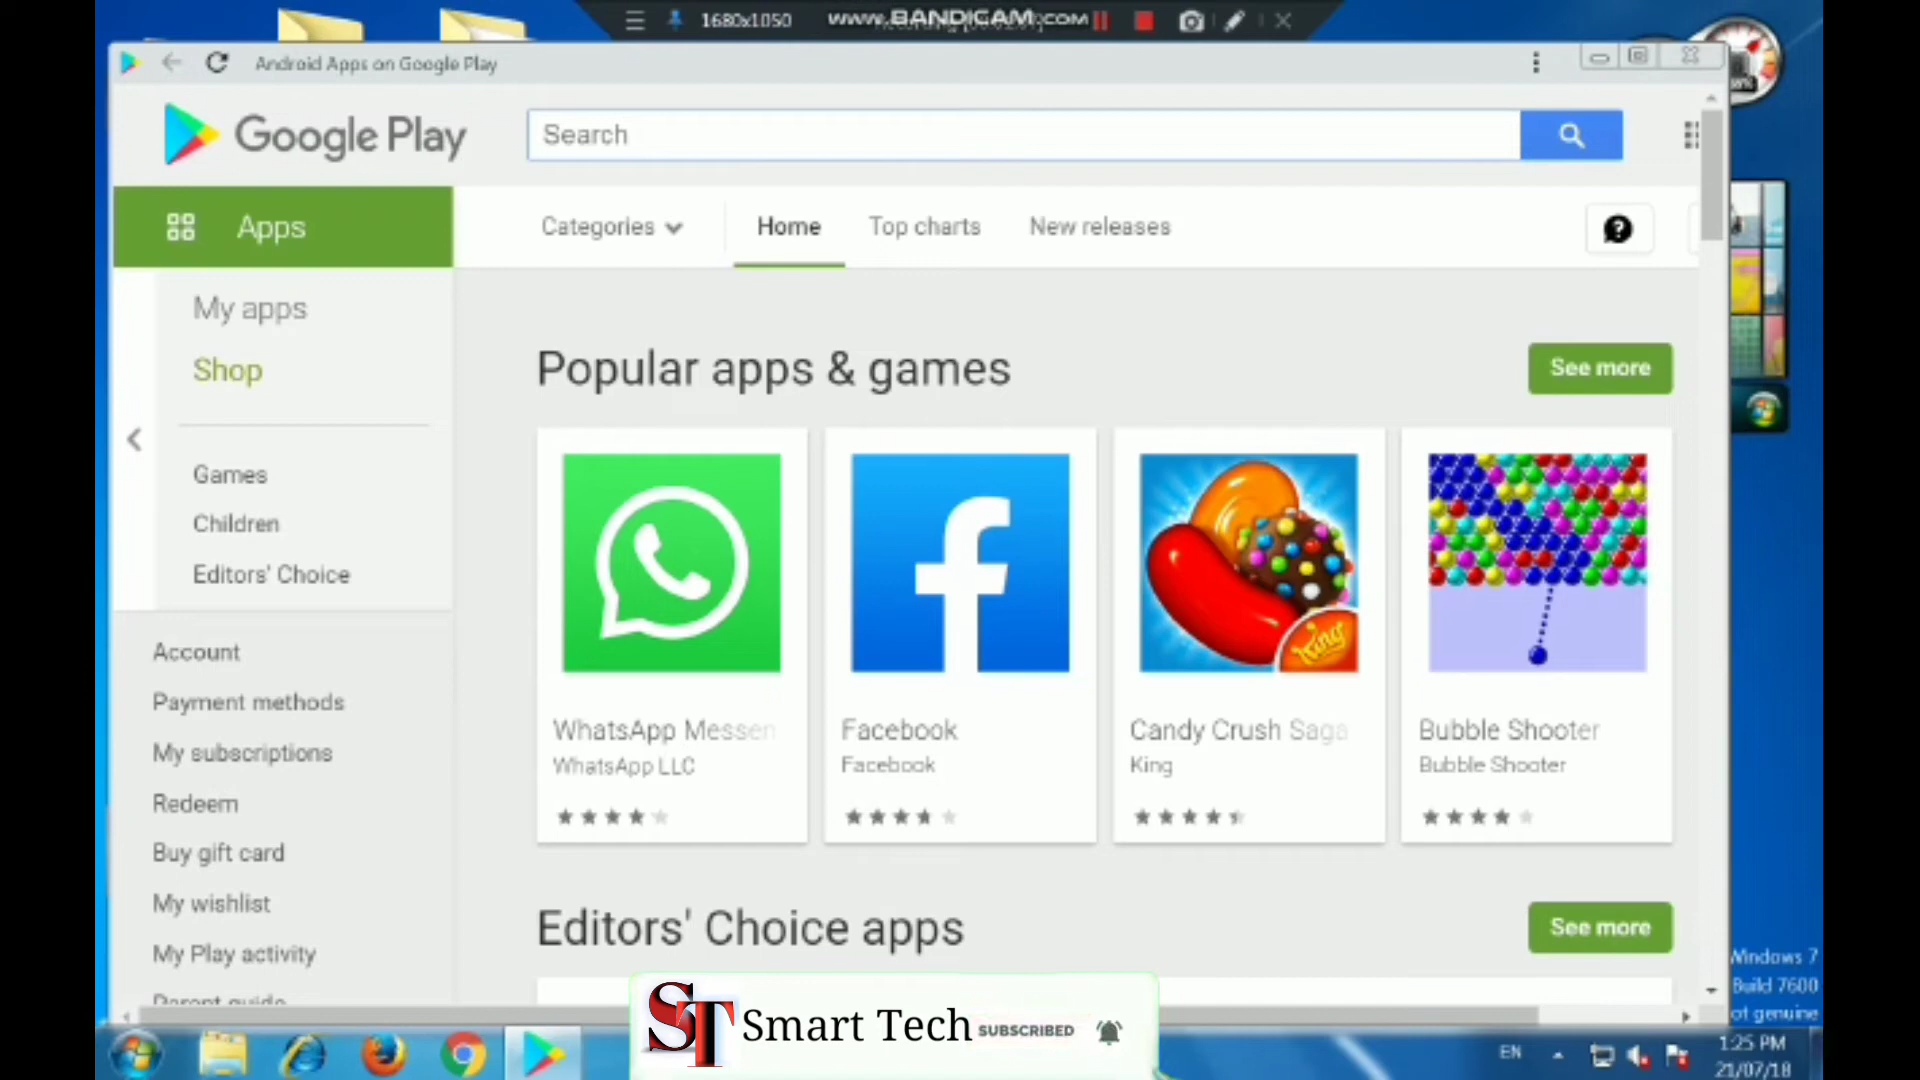 1680x1050
WWW.BANDICAM.COM
Android Apps on Google Play
Google Play
Search
Apps
Categories
Home
Top charts
New releases
My apps
Shop
Games
Children
Editors' Choice
Account
Payment methods
My subscriptions
Redeem
Buy gift card
My wishlist
My Play activity
Parent guide
Popular apps & games
See more
King
WhatsApp Messen
WhatsApp LLC
Facebook
Facebook
Candy Crush Saga
King
Bubble Shooter
Bubble Shooter
Editors' Choice apps
See more
Windows 7
Build 7600
ot genuine
ST Smart Tech SUBSCRIBED
EN
1:25 PM
21/07/18